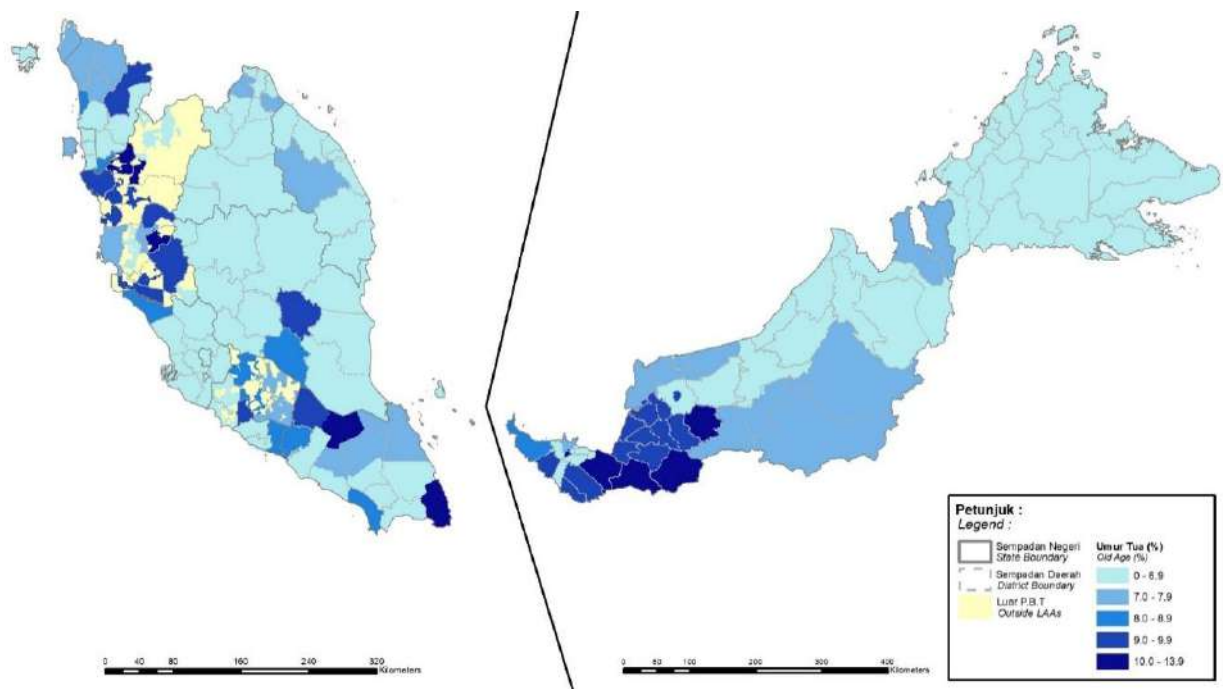 Petunjuk :
Legend :
Sempadan Negeri
State Boundary
Sempadan Daerah
District Boundary
Luar P.B.T
Outside LAAs
Umur Tua (%)
Old Age (%)
0 - 6.9
7.0 - 7.9
8.0 - 8.9
9.0 - 9.9
10.0 - 13.9
0 40 80 160 240 320
Kilometers
0 50 100 200 300 400
Kilometers